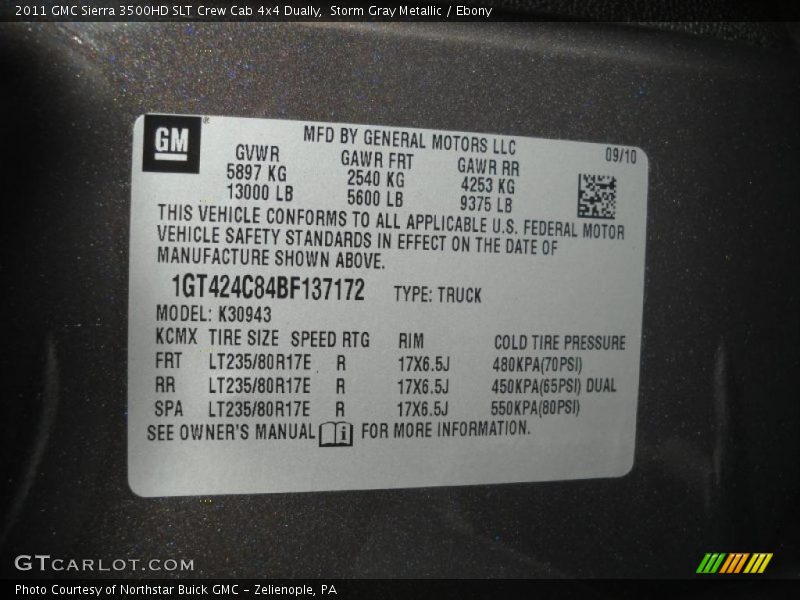 2011 GMC Sierra 3500HD SLT Crew Cab 4x4 Dually, Storm Gray Metallic / Ebony
GM
MFD BY GENERAL MOTORS LLC
09/10
GVWR GAWR FRT GAWR RR
5897 KG 2540 KG 4253 KG
13000 LB 5600 LB 9375 LB
THIS VEHICLE CONFORMS TO ALL APPLICABLE U.S. FEDERAL MOTOR
VEHICLE SAFETY STANDARDS IN EFFECT ON THE DATE OF
MANUFACTURE SHOWN ABOVE.
1GT424C84BF137172 TYPE: TRUCK
MODEL: K30943
KCMX TIRE SIZE SPEED RTG RIM COLD TIRE PRESSURE
FRT LT235/80R17E R 17X6.5J 480KPA(70PSI)
RR LT235/80R17E R 17X6.5J 450KPA(65PSI) DUAL
SPA LT235/80R17E R 17X6.5J 550KPA(80PSI)
SEE OWNER'S MANUAL i FOR MORE INFORMATION.
GTCARLOT.COM
Photo Courtesy of Northstar Buick GMC - Zelienople, PA